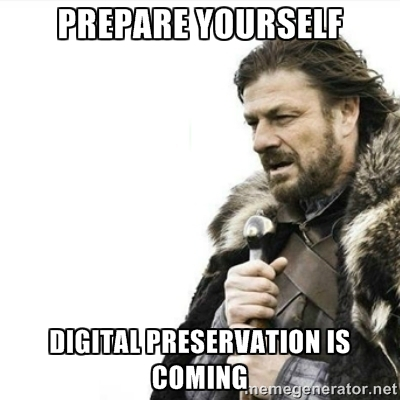 PREPARE YOURSELF
DIGITAL PRESERVATION IS
COMING
memegenerator.net